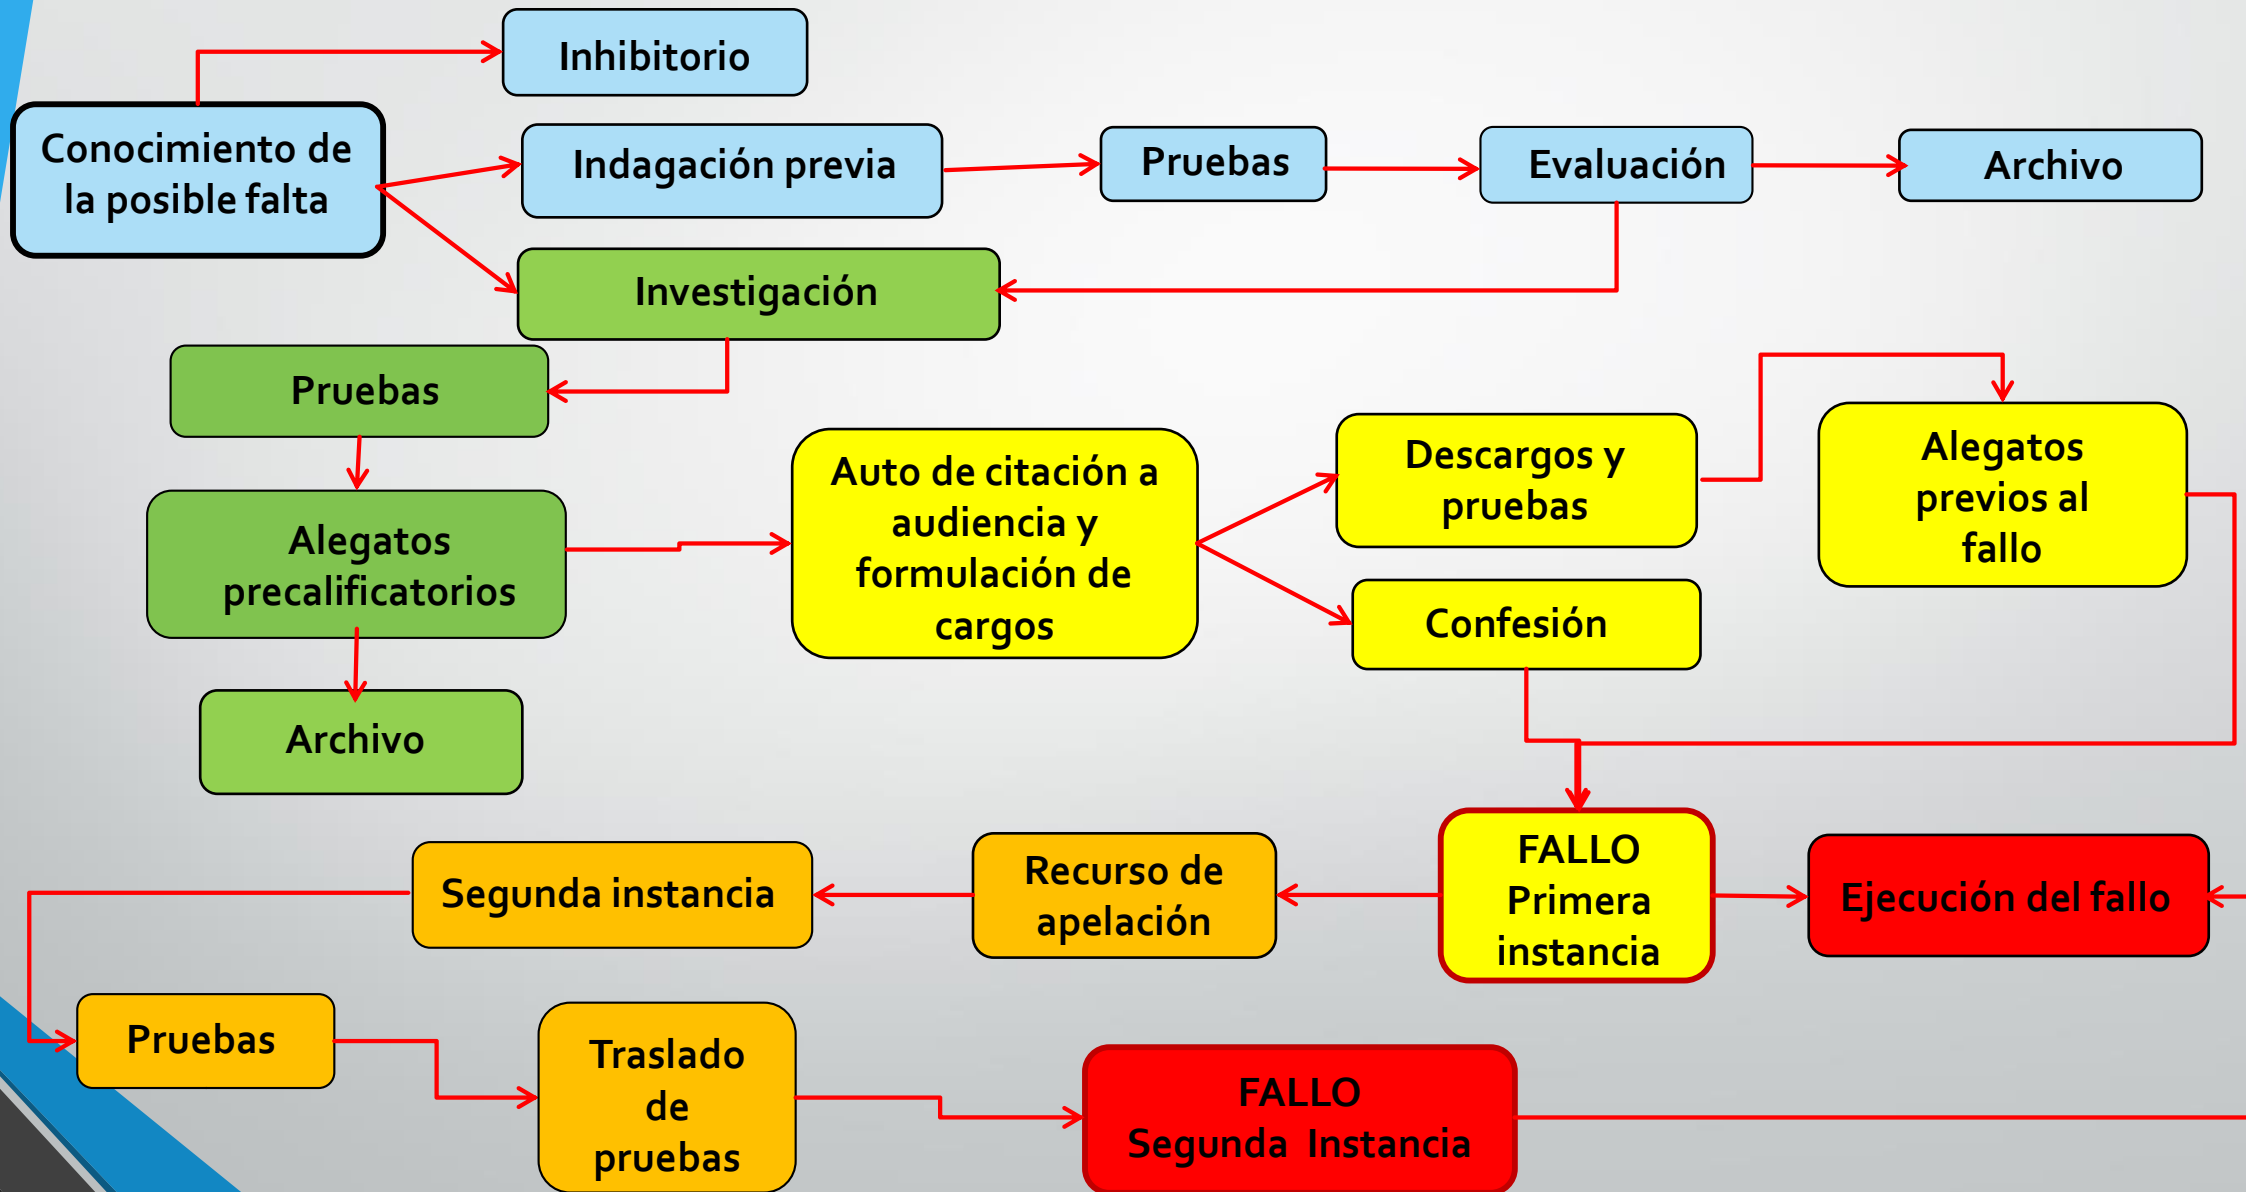 Inhibitorio
Conocimiento de
la posible falta
Indagación previa
Pruebas
Evaluación
Archivo
Investigación
Pruebas
Alegatos
precalificatorios
Archivo
Auto de citación a
audiencia y
formulación de
cargos
Descargos y
pruebas
Confesión
Alegatos
previos al
fallo
FALLO
Primera
instancia
Ejecución del fallo
Recurso de
apelación
Segunda instancia
Pruebas
Traslado
de
pruebas
FALLO
Segunda Instancia